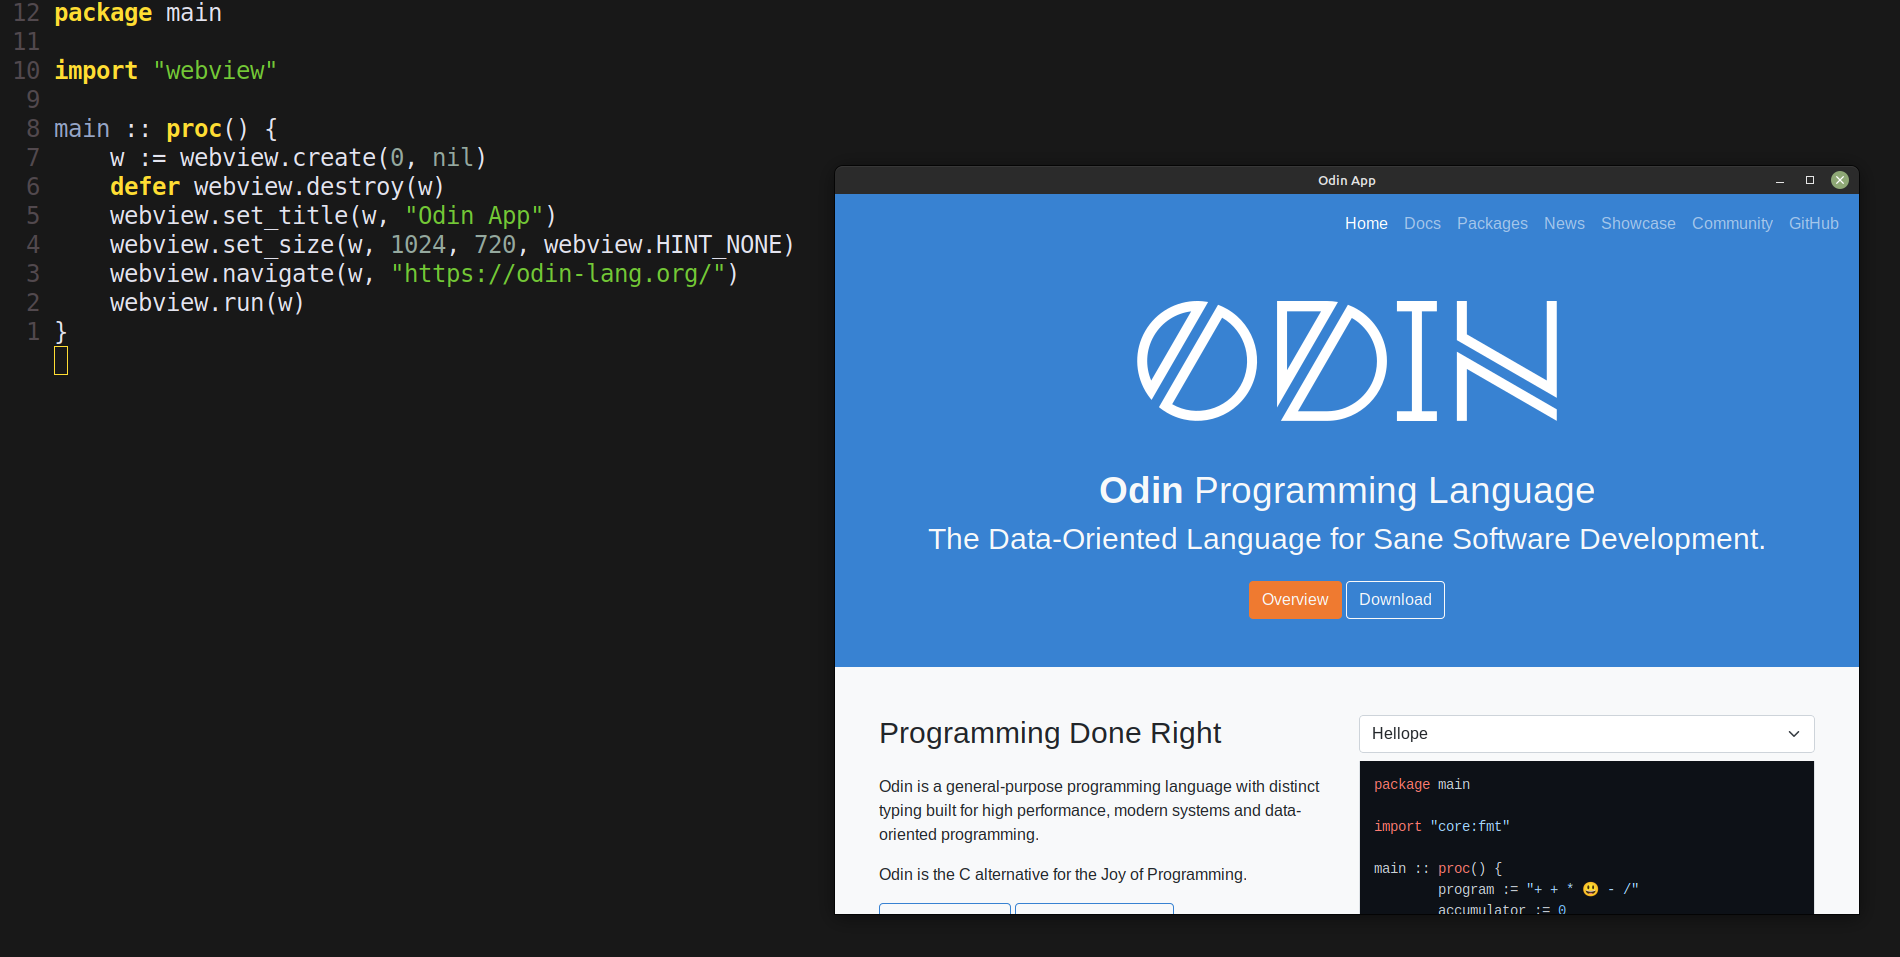 12 package main
11
10 import "webview"
9
8 main :: proc() {
7     w := webview.create(0, nil)
6     defer webview.destroy(w)
5     webview.set_title(w, "Odin App")
4     webview.set_size(w, 1024, 720, webview.HINT_NONE)
3     webview.navigate(w, "https://odin-lang.org/")
2     webview.run(w)
1 }
Odin App
Home Docs Packages News Showcase Community GitHub
ODIN
Odin Programming Language
The Data-Oriented Language for Sane Software Development.
Overview Download
Programming Done Right
Odin is a general-purpose programming language with distinct
typing built for high performance, modern systems and data-
oriented programming.
Odin is the C alternative for the Joy of Programming.
Hellope
package main
import "core:fmt"
main :: proc() {
program := "+ + * 😃 - /"
accumulator := 0